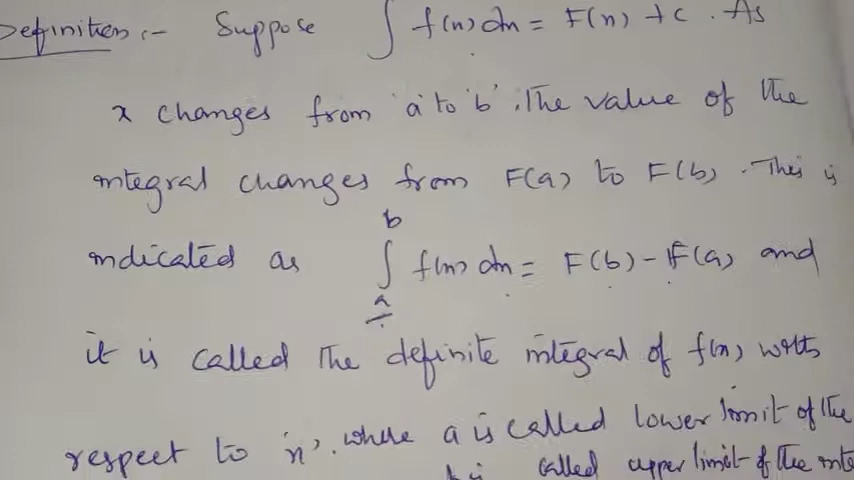 Definition :- Suppose ∫ f(x) dx = F(x) + c . As
x changes from 'a' to 'b'. The value of the
integral changes from F(a) to F(b). This is
indicated as ∫ₐᵇ f(x) dx = F(b) - F(a) and
it is called the definite integral of f(x) with
respect to 'x'. where a is called lower limit of the
called upper limit of the